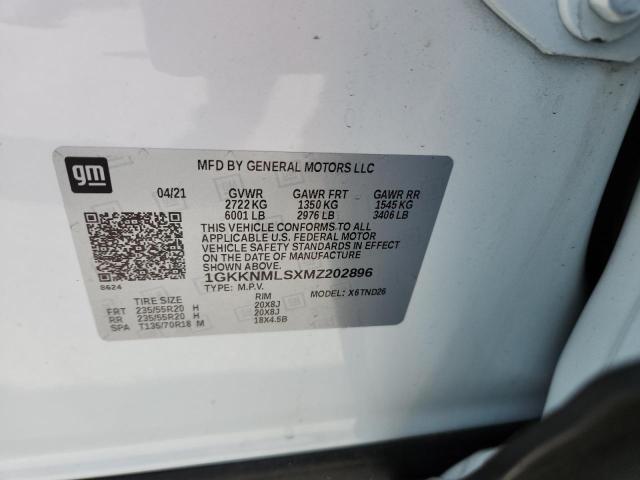 gm
MFD BY GENERAL MOTORS LLC
04/21 GVWR GAWR FRT GAWR RR
2722 KG 1350 KG 1545 KG
6001 LB 2976 LB 3406 LB
THIS VEHICLE CONFORMS TO ALL
APPLICABLE U.S. FEDERAL MOTOR
VEHICLE SAFETY STANDARDS IN EFFECT
ON THE DATE OF MANUFACTURE SHOWN ABOVE.
1GKKNMLSXMZ202896
8624
TYPE: M.P.V. MODEL: X6TND26
TIRE SIZE RIM
FRT 235/55R20 H 20X8J
RR 235/55R20 H 20X8J
SPA T135/70R18 M 18X4.5B